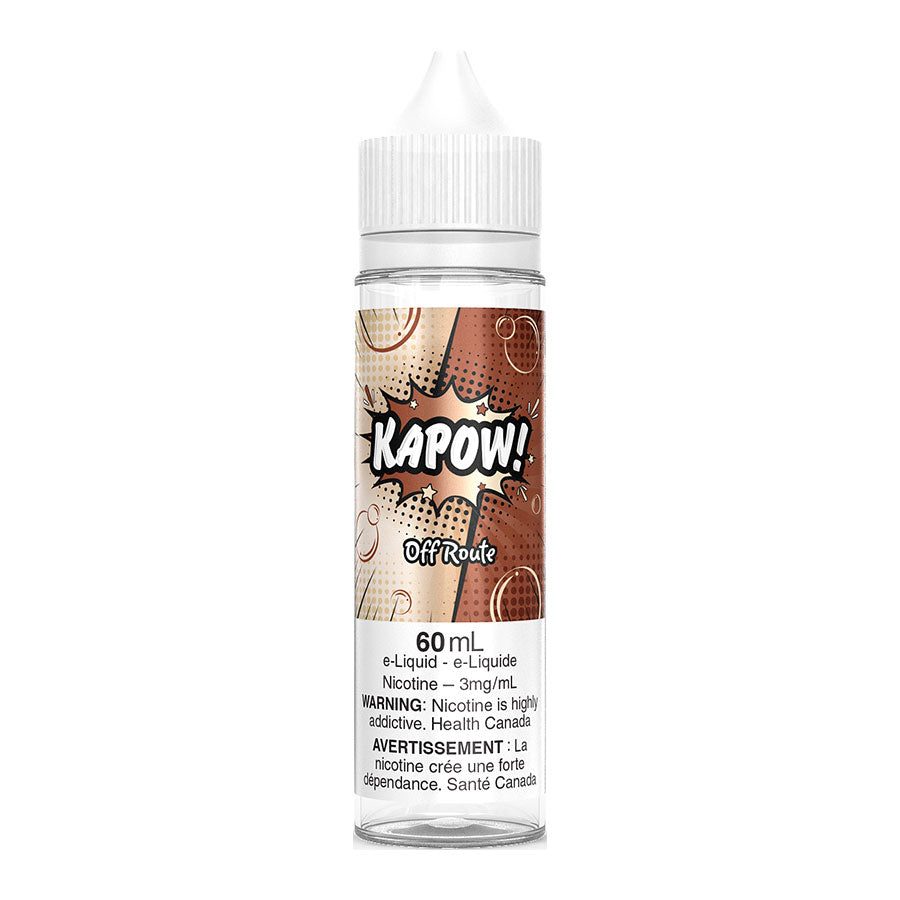 KAPOW!
Off Route
60 mL
e-Liquid - e-Liquide
Nicotine – 3mg/mL
WARNING: Nicotine is highly
addictive. Health Canada
AVERTISSEMENT : La
nicotine crée une forte
dépendance. Santé Canada